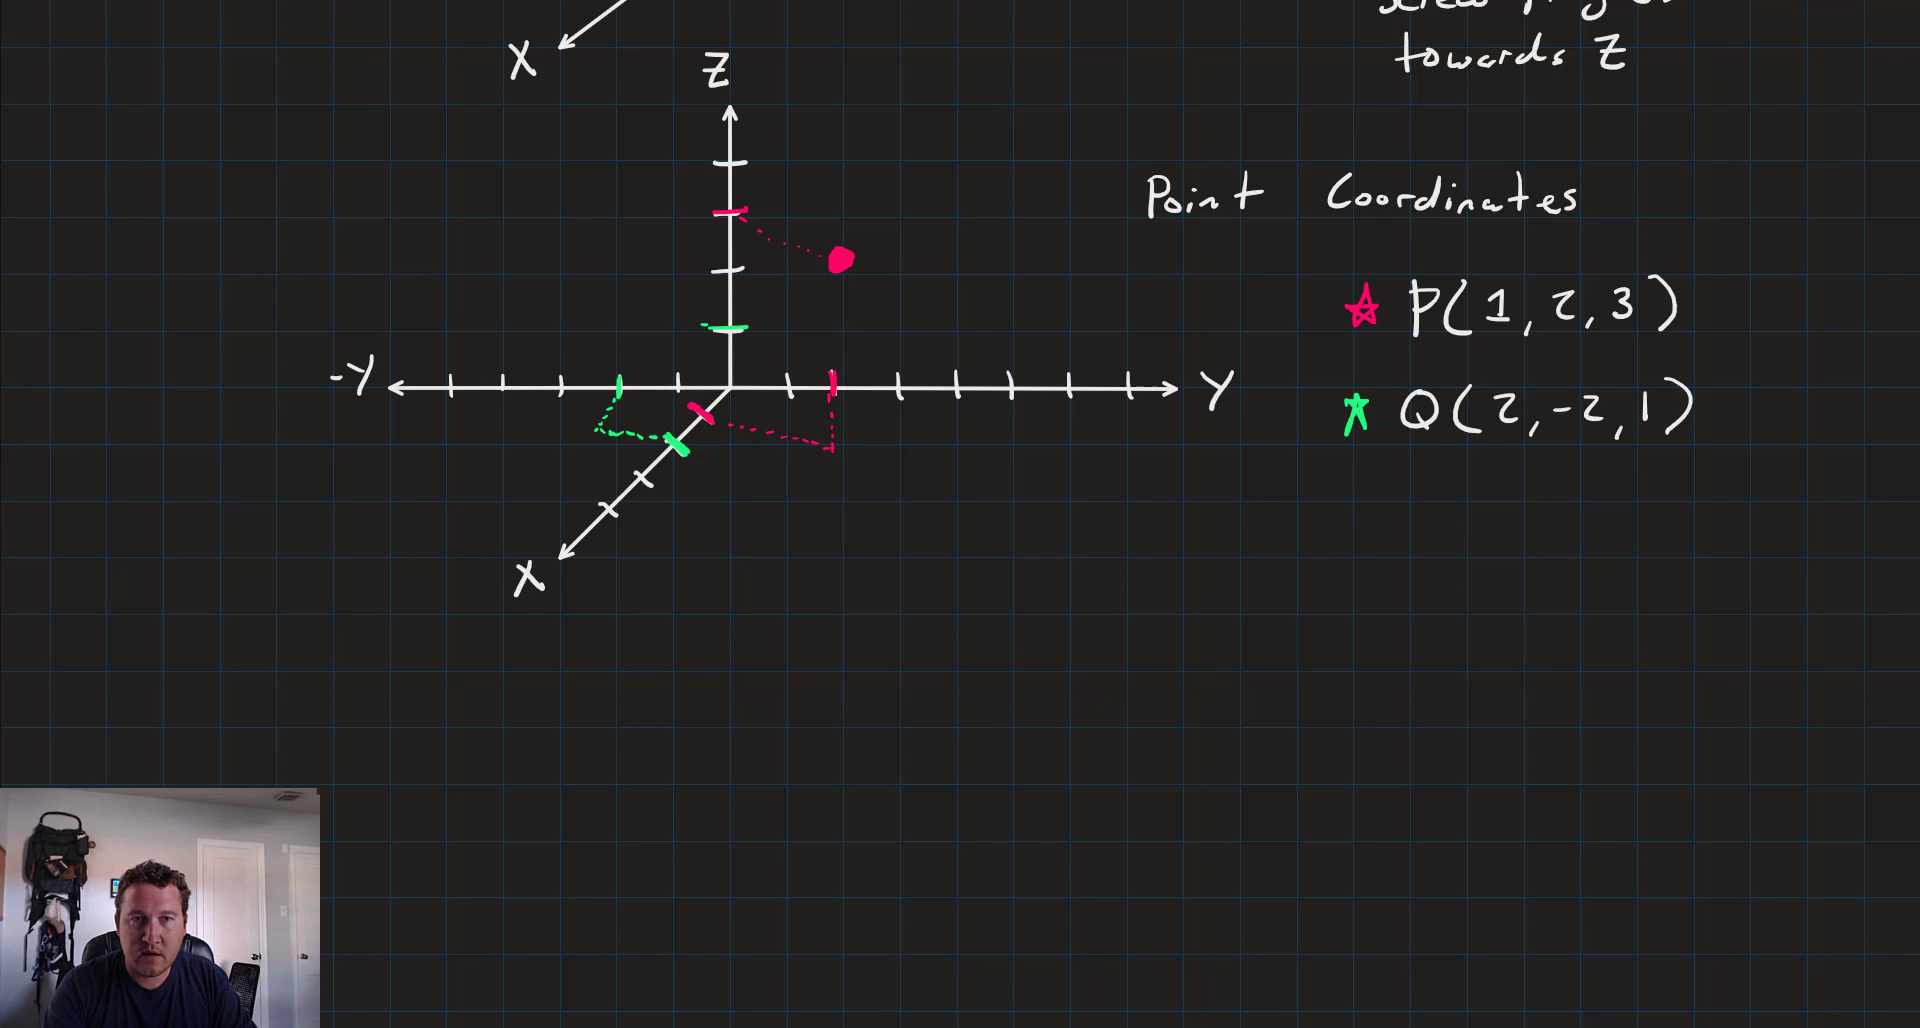 X
towards Z
Z
Point Coordinates
P(1,2,3)
-Y
Y
Q(2,-2,1)
X